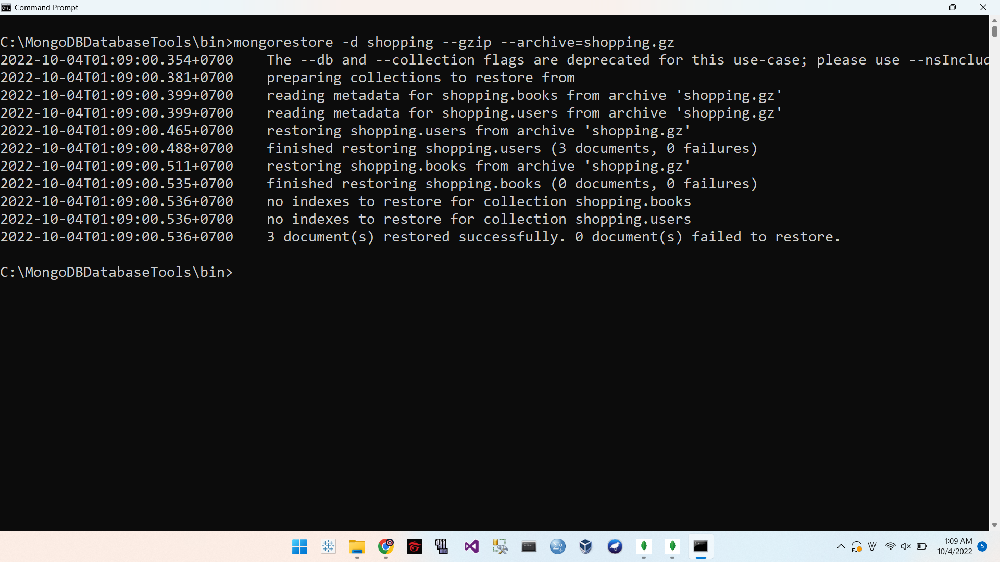 Command Prompt
C:\MongoDBDatabaseTools\bin>mongorestore -d shopping --gzip --archive=shopping.gz
2022-10-04T01:09:00.354+0700    The --db and --collection flags are deprecated for this use-case; please use --nsInclud
2022-10-04T01:09:00.381+0700    preparing collections to restore from
2022-10-04T01:09:00.399+0700    reading metadata for shopping.books from archive 'shopping.gz'
2022-10-04T01:09:00.399+0700    reading metadata for shopping.users from archive 'shopping.gz'
2022-10-04T01:09:00.465+0700    restoring shopping.users from archive 'shopping.gz'
2022-10-04T01:09:00.488+0700    finished restoring shopping.users (3 documents, 0 failures)
2022-10-04T01:09:00.511+0700    restoring shopping.books from archive 'shopping.gz'
2022-10-04T01:09:00.535+0700    finished restoring shopping.books (0 documents, 0 failures)
2022-10-04T01:09:00.536+0700    no indexes to restore for collection shopping.books
2022-10-04T01:09:00.536+0700    no indexes to restore for collection shopping.users
2022-10-04T01:09:00.536+0700    3 document(s) restored successfully. 0 document(s) failed to restore.
C:\MongoDBDatabaseTools\bin>
1:09 AM
10/4/2022
5